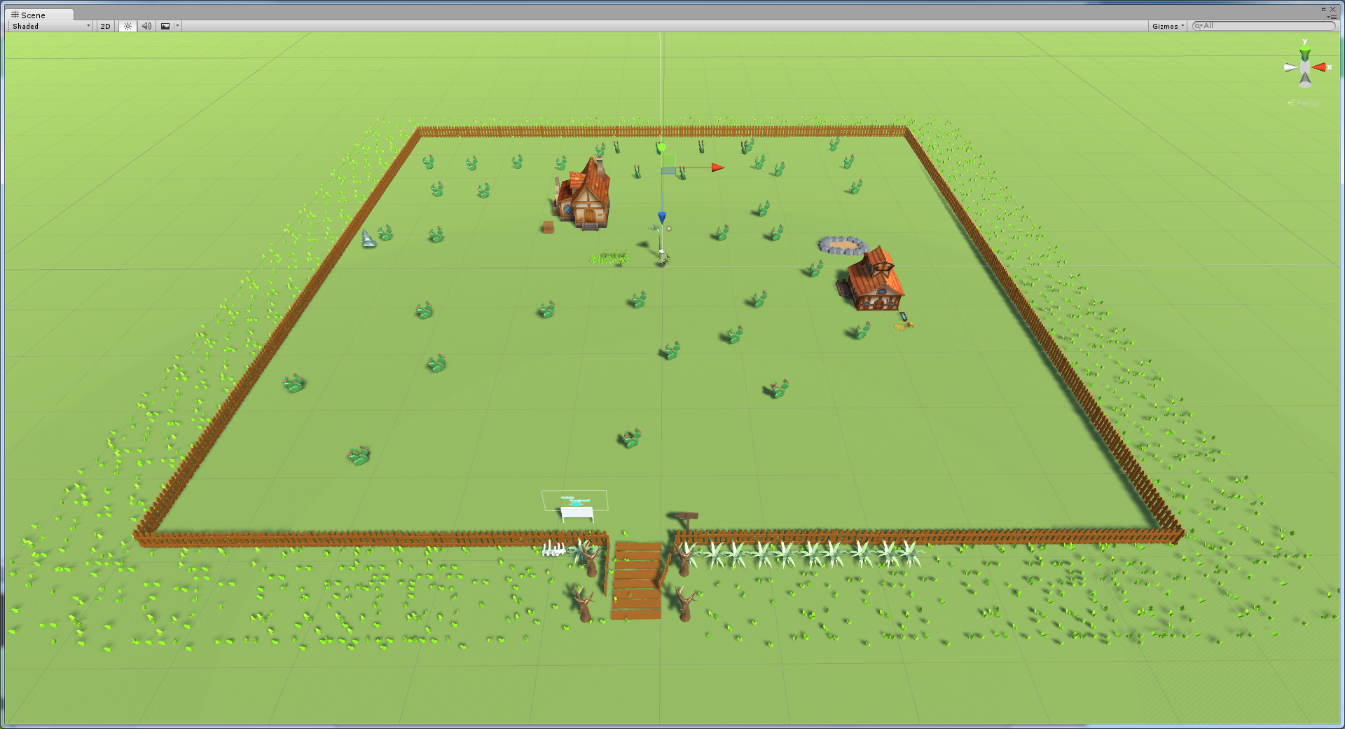 Scene
Shaded
2D
Gizmos
All
y
x
Persp